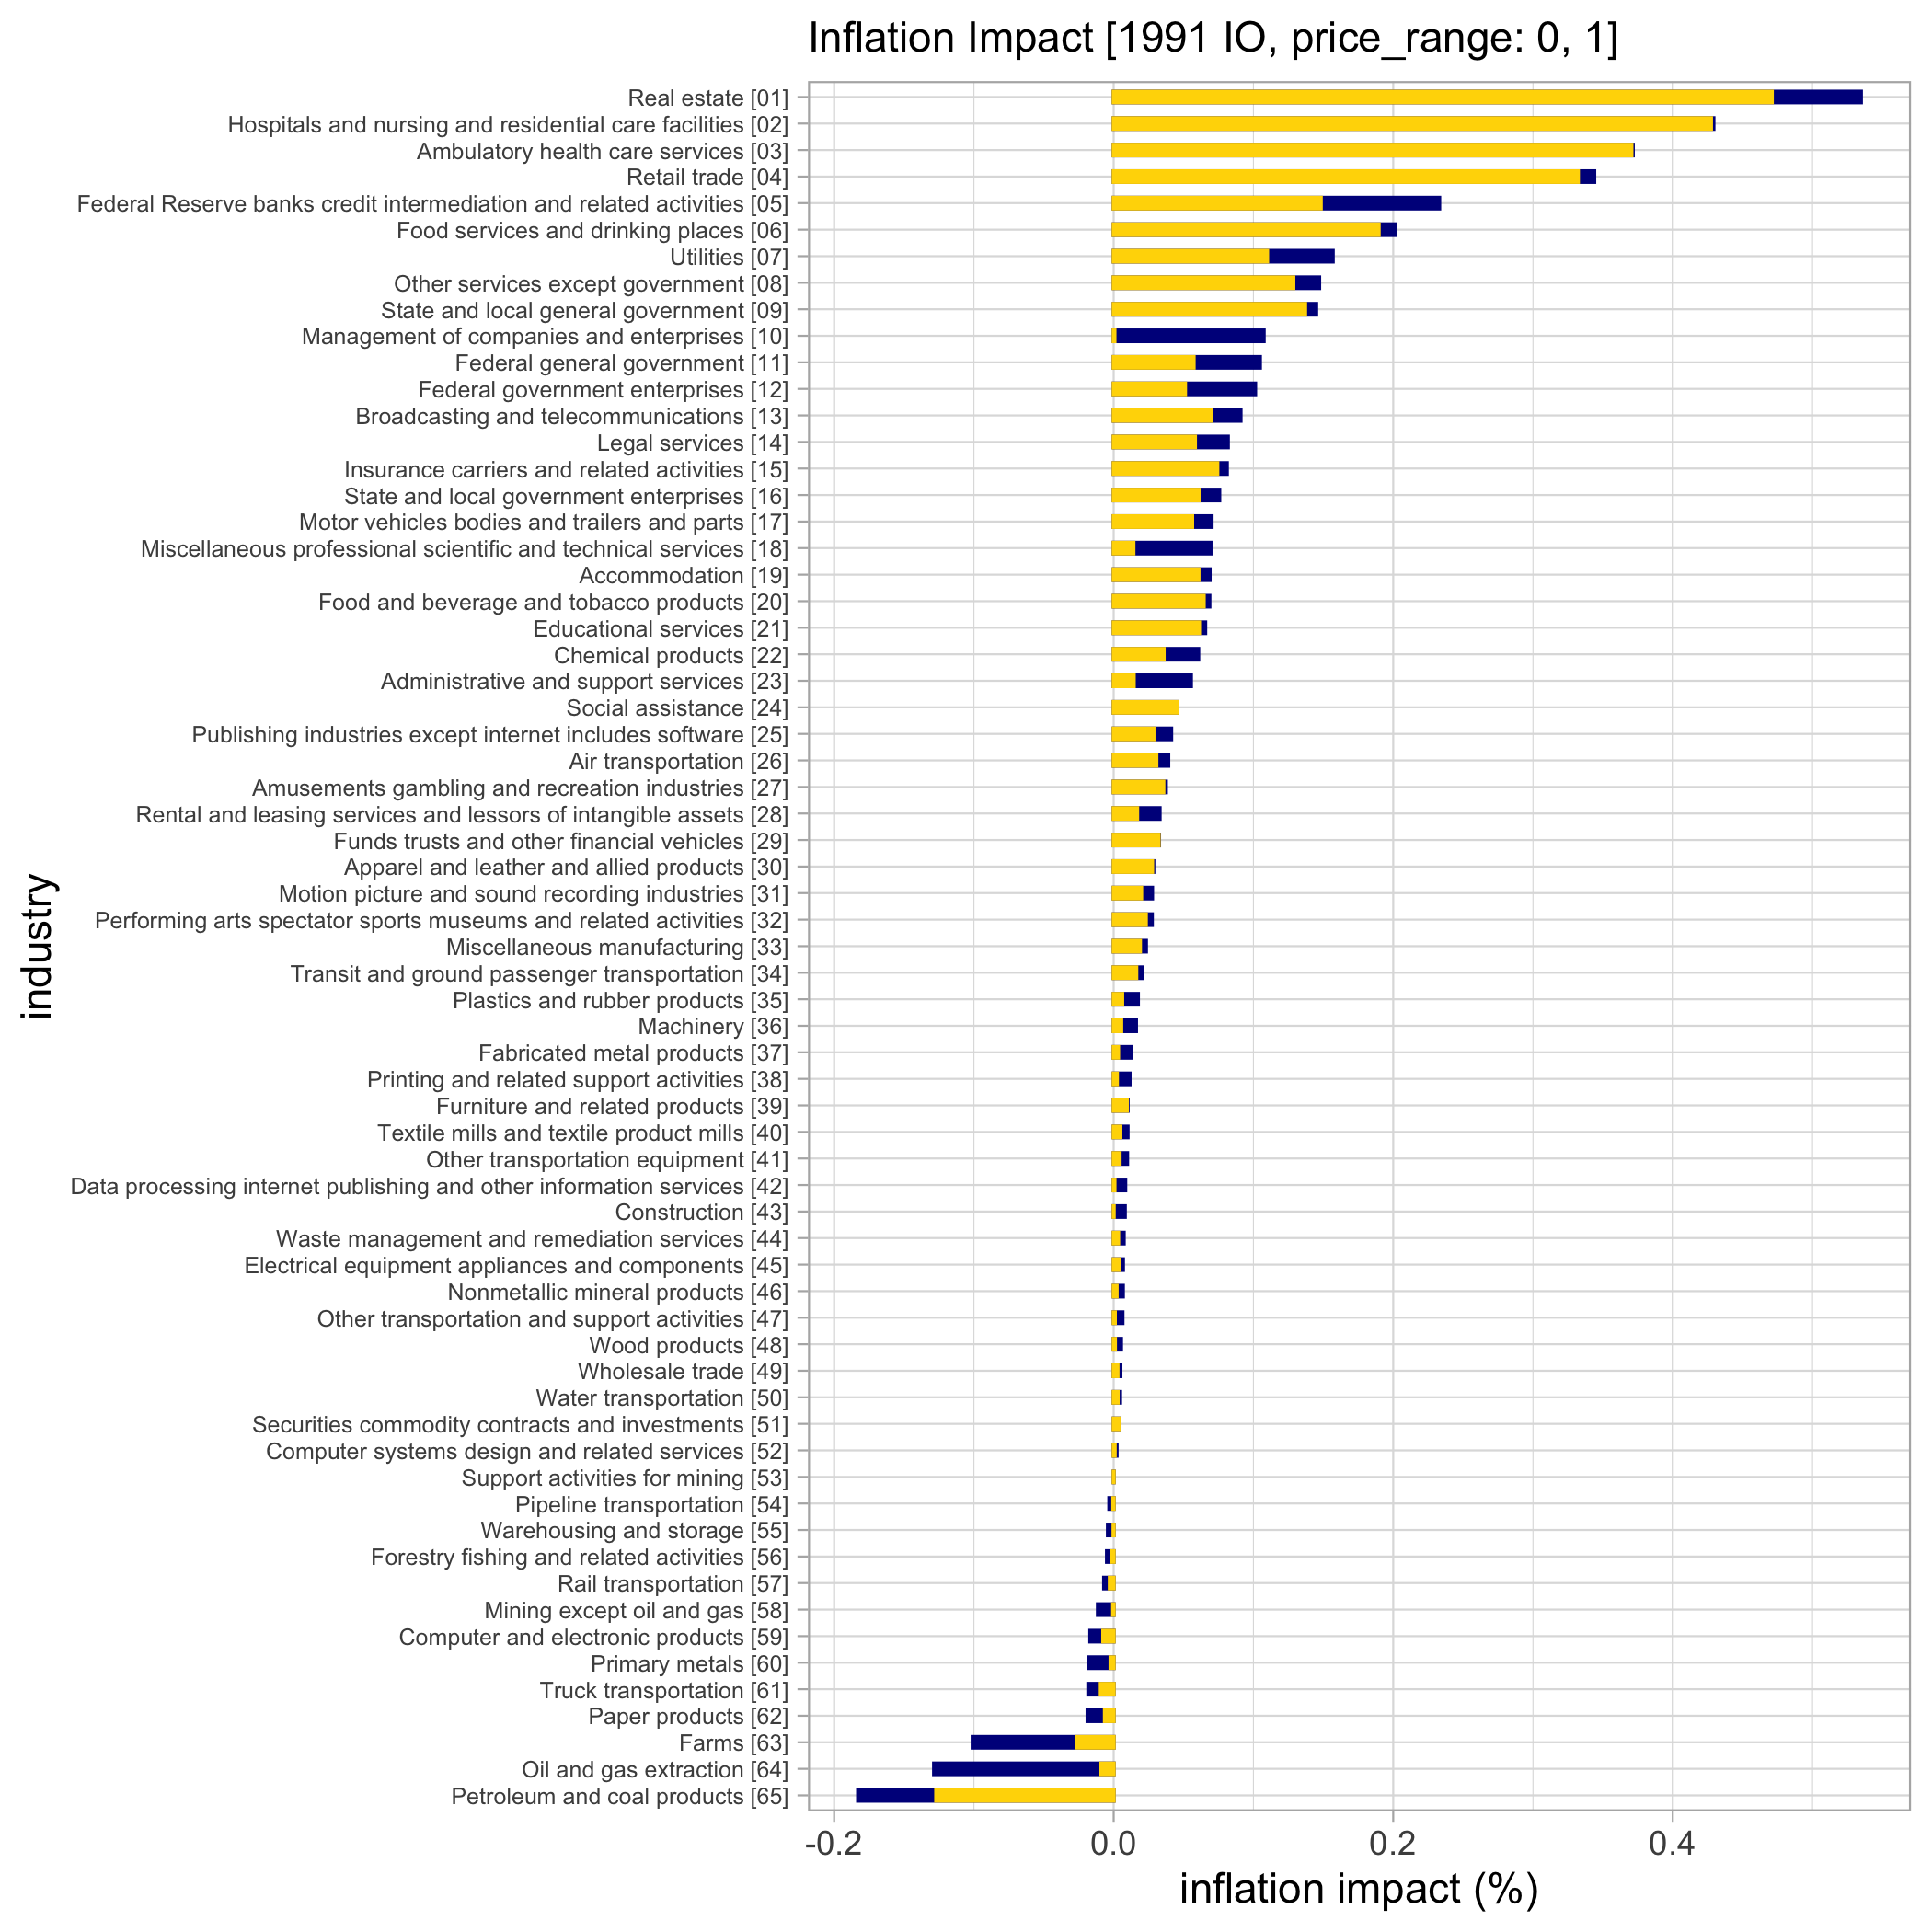 Inflation Impact [1991 IO, price_range: 0, 1]
Real estate [01]
Hospitals and nursing and residential care facilities [02]
Ambulatory health care services [03]
Retail trade [04]
Federal Reserve banks credit intermediation and related activities [05]
Food services and drinking places [06]
Utilities [07]
Other services except government [08]
State and local general government [09]
Management of companies and enterprises [10]
Federal general government [11]
Federal government enterprises [12]
Broadcasting and telecommunications [13]
Legal services [14]
Insurance carriers and related activities [15]
State and local government enterprises [16]
Motor vehicles bodies and trailers and parts [17]
Miscellaneous professional scientific and technical services [18]
Accommodation [19]
Food and beverage and tobacco products [20]
Educational services [21]
Chemical products [22]
Administrative and support services [23]
Social assistance [24]
Publishing industries except internet includes software [25]
Air transportation [26]
Amusements gambling and recreation industries [27]
Rental and leasing services and lessors of intangible assets [28]
Funds trusts and other financial vehicles [29]
Apparel and leather and allied products [30]
Motion picture and sound recording industries [31]
Performing arts spectator sports museums and related activities [32]
Miscellaneous manufacturing [33]
Transit and ground passenger transportation [34]
Plastics and rubber products [35]
Machinery [36]
Fabricated metal products [37]
Printing and related support activities [38]
Furniture and related products [39]
Textile mills and textile product mills [40]
Other transportation equipment [41]
Data processing internet publishing and other information services [42]
Construction [43]
Waste management and remediation services [44]
Electrical equipment appliances and components [45]
Nonmetallic mineral products [46]
Other transportation and support activities [47]
Wood products [48]
Wholesale trade [49]
Water transportation [50]
Securities commodity contracts and investments [51]
Computer systems design and related services [52]
Support activities for mining [53]
Pipeline transportation [54]
Warehousing and storage [55]
Forestry fishing and related activities [56]
Rail transportation [57]
Mining except oil and gas [58]
Computer and electronic products [59]
Primary metals [60]
Truck transportation [61]
Paper products [62]
Farms [63]
Oil and gas extraction [64]
Petroleum and coal products [65]
industry
-0.2 0.0 0.2 0.4
inflation impact (%)